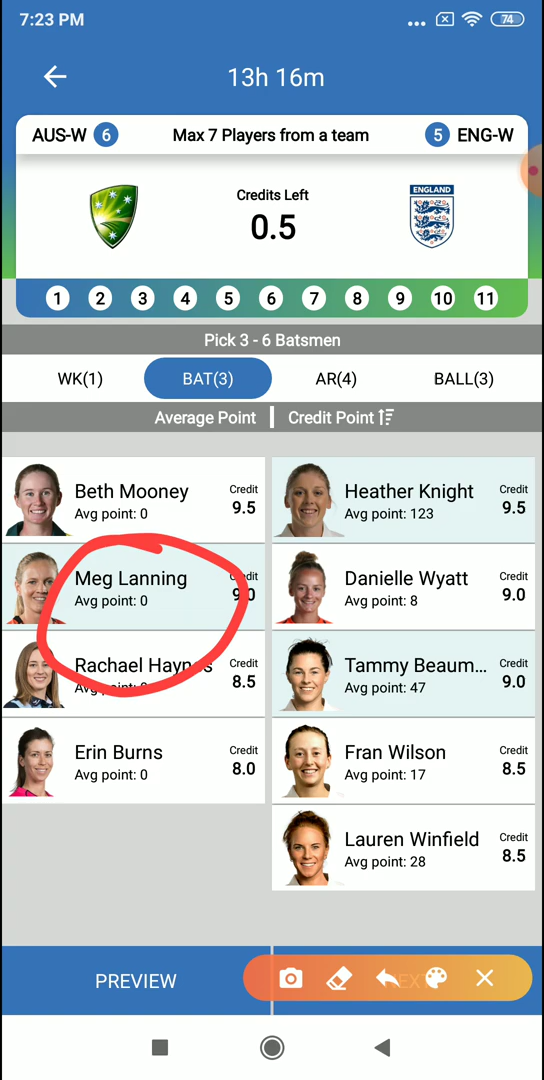 7:23 PM
74
13h 16m
AUS-W 6 Max 7 Players from a team 5 ENG-W
ENGLAND
Credits Left
0.5
1 2 3 4 5 6 7 8 9 10 11
Pick 3 - 6 Batsmen
WK(1) BAT(3) AR(4) BALL(3)
Average Point Credit Point
Beth Mooney Credit
Avg point: 0 9.5
Heather Knight Credit
Avg point: 123 9.5
Meg Lanning Credit
Avg point: 0 9.0
Danielle Wyatt Credit
Avg point: 8 9.0
Rachael Haynes Credit
Avg point: 0 8.5
Tammy Beaum... Credit
Avg point: 47 9.0
Erin Burns Credit
Avg point: 0 8.0
Fran Wilson Credit
Avg point: 17 8.5
Lauren Winfield Credit
Avg point: 28 8.5
PREVIEW NEXT